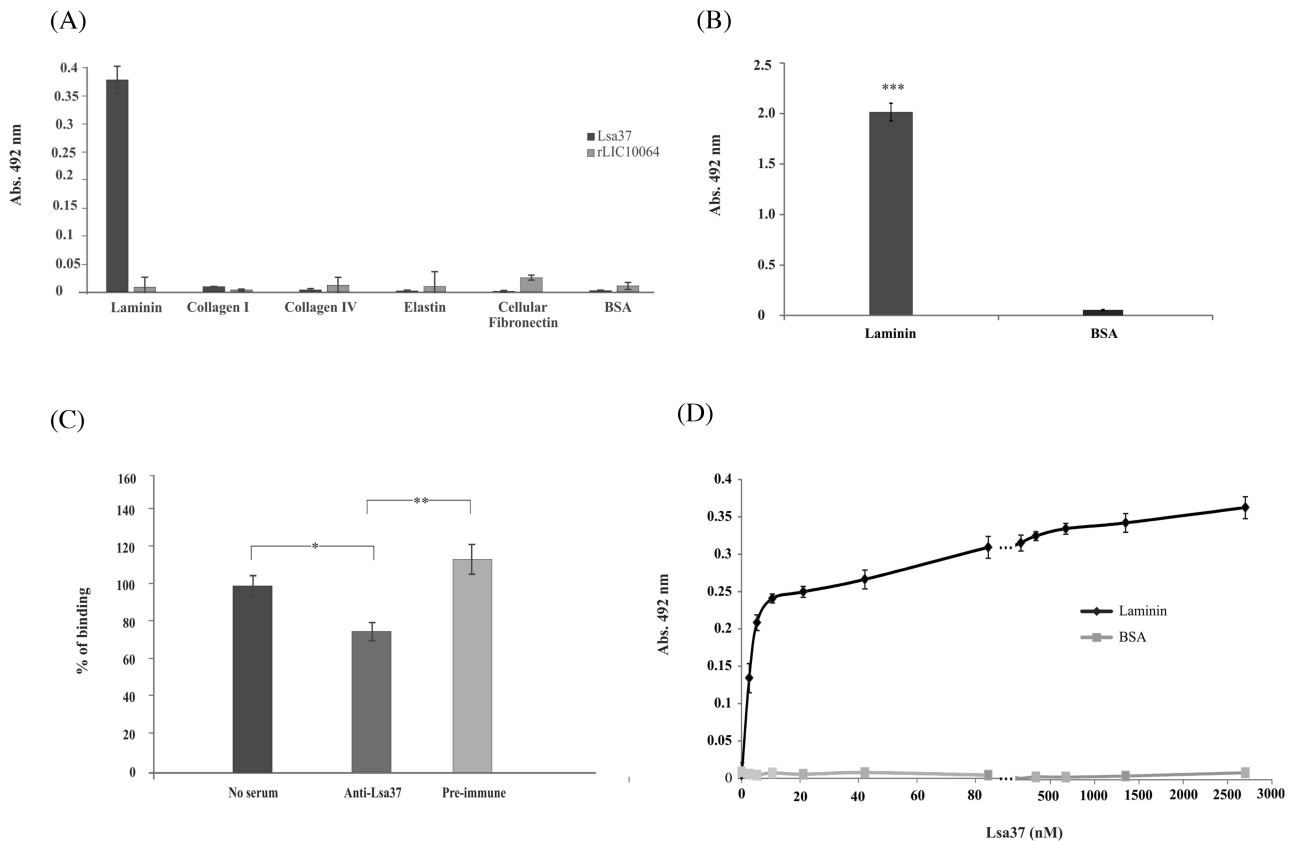 (A)
0.4
0.35
0.3
0.25
0.2
0.15
0.1
0.05
0
Abs. 492 nm
Lsa37
rLIC10064
Laminin Collagen I Collagen IV Elastin Cellular Fibronectin BSA
(B)
2.5
2.0
2.5
1.0
0.5
0
Abs. 492 nm
***
Laminin BSA
(C)
160
140
120
100
80
60
40
20
0
% of binding
*
**
No serum Anti-Lsa37 Pre-immune
(D)
0.4
0.35
0.3
0.25
0.2
0.15
0.1
0.05
0
Abs. 492 nm
Laminin
BSA
0 20 40 60 80 500 1000 1500 2000 2500 3000
Lsa37 (nM)